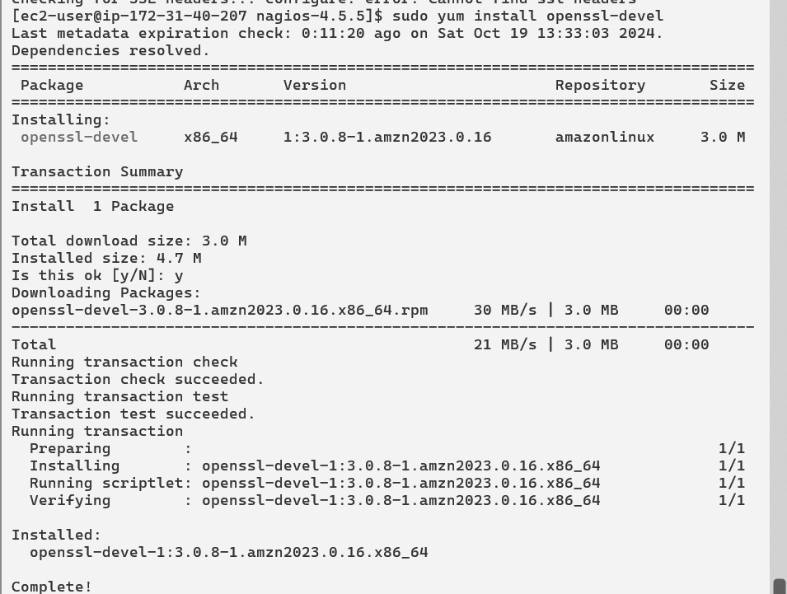 Checking for SSL headers... configure: error: Cannot find ssl headers
[ec2-user@ip-172-31-40-207 nagios-4.5.5]$ sudo yum install openssl-devel
Last metadata expiration check: 0:11:20 ago on Sat Oct 19 13:33:03 2024.
Dependencies resolved.
================================================================================
Package Arch Version Repository Size
================================================================================
Installing:
openssl-devel x86_64 1:3.0.8-1.amzn2023.0.16 amazonlinux 3.0 M
Transaction Summary
================================================================================
Install 1 Package
Total download size: 3.0 M
Installed size: 4.7 M
Is this ok [y/N]: y
Downloading Packages:
openssl-devel-3.0.8-1.amzn2023.0.16.x86_64.rpm 30 MB/s | 3.0 MB 00:00
--------------------------------------------------------------------------------
Total 21 MB/s | 3.0 MB 00:00
Running transaction check
Transaction check succeeded.
Running transaction test
Transaction test succeeded.
Running transaction
Preparing : 1/1
Installing : openssl-devel-1:3.0.8-1.amzn2023.0.16.x86_64 1/1
Running scriptlet: openssl-devel-1:3.0.8-1.amzn2023.0.16.x86_64 1/1
Verifying : openssl-devel-1:3.0.8-1.amzn2023.0.16.x86_64 1/1
Installed:
openssl-devel-1:3.0.8-1.amzn2023.0.16.x86_64
Complete!